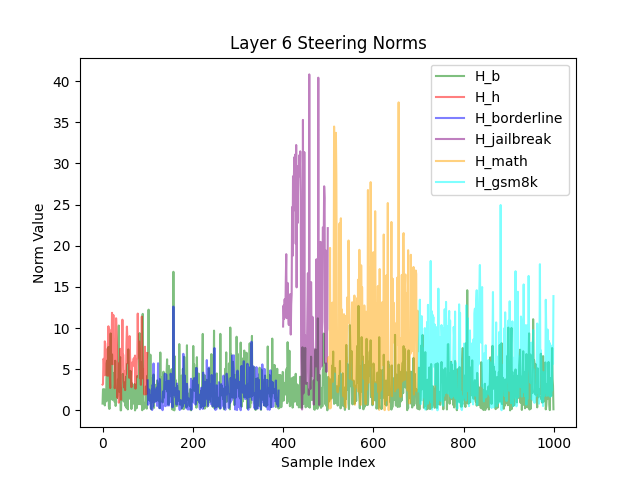 Layer 6 Steering Norms
H_b
H_h
H_borderline
H_jailbreak
H_math
H_gsm8k
Norm Value
40
35
30
25
20
15
10
5
0
0 200 400 600 800 1000
Sample Index